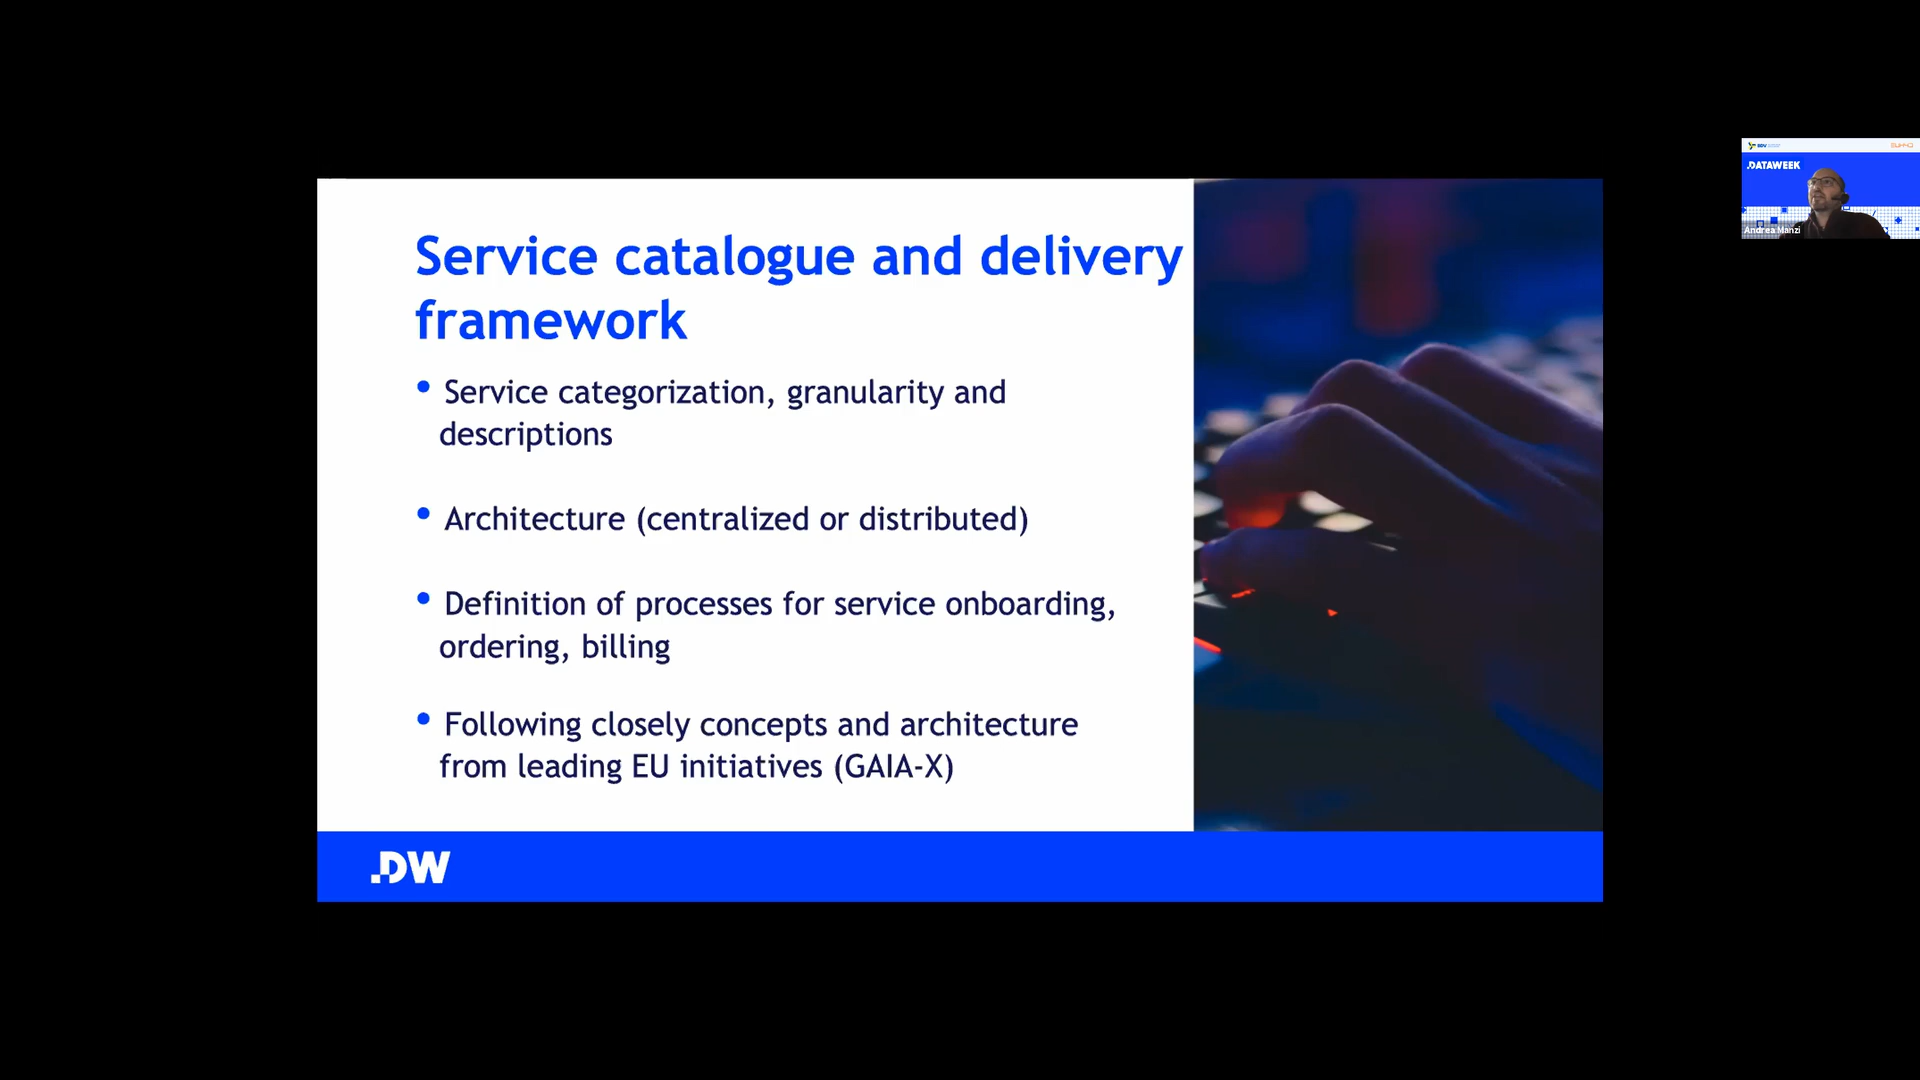 Service catalogue and delivery
framework
• Service categorization, granularity and
descriptions
• Architecture (centralized or distributed)
• Definition of processes for service onboarding,
ordering, billing
• Following closely concepts and architecture
from leading EU initiatives (GAIA-X)
.DW
BDV
.DATAWEEK
Andrea Manzi